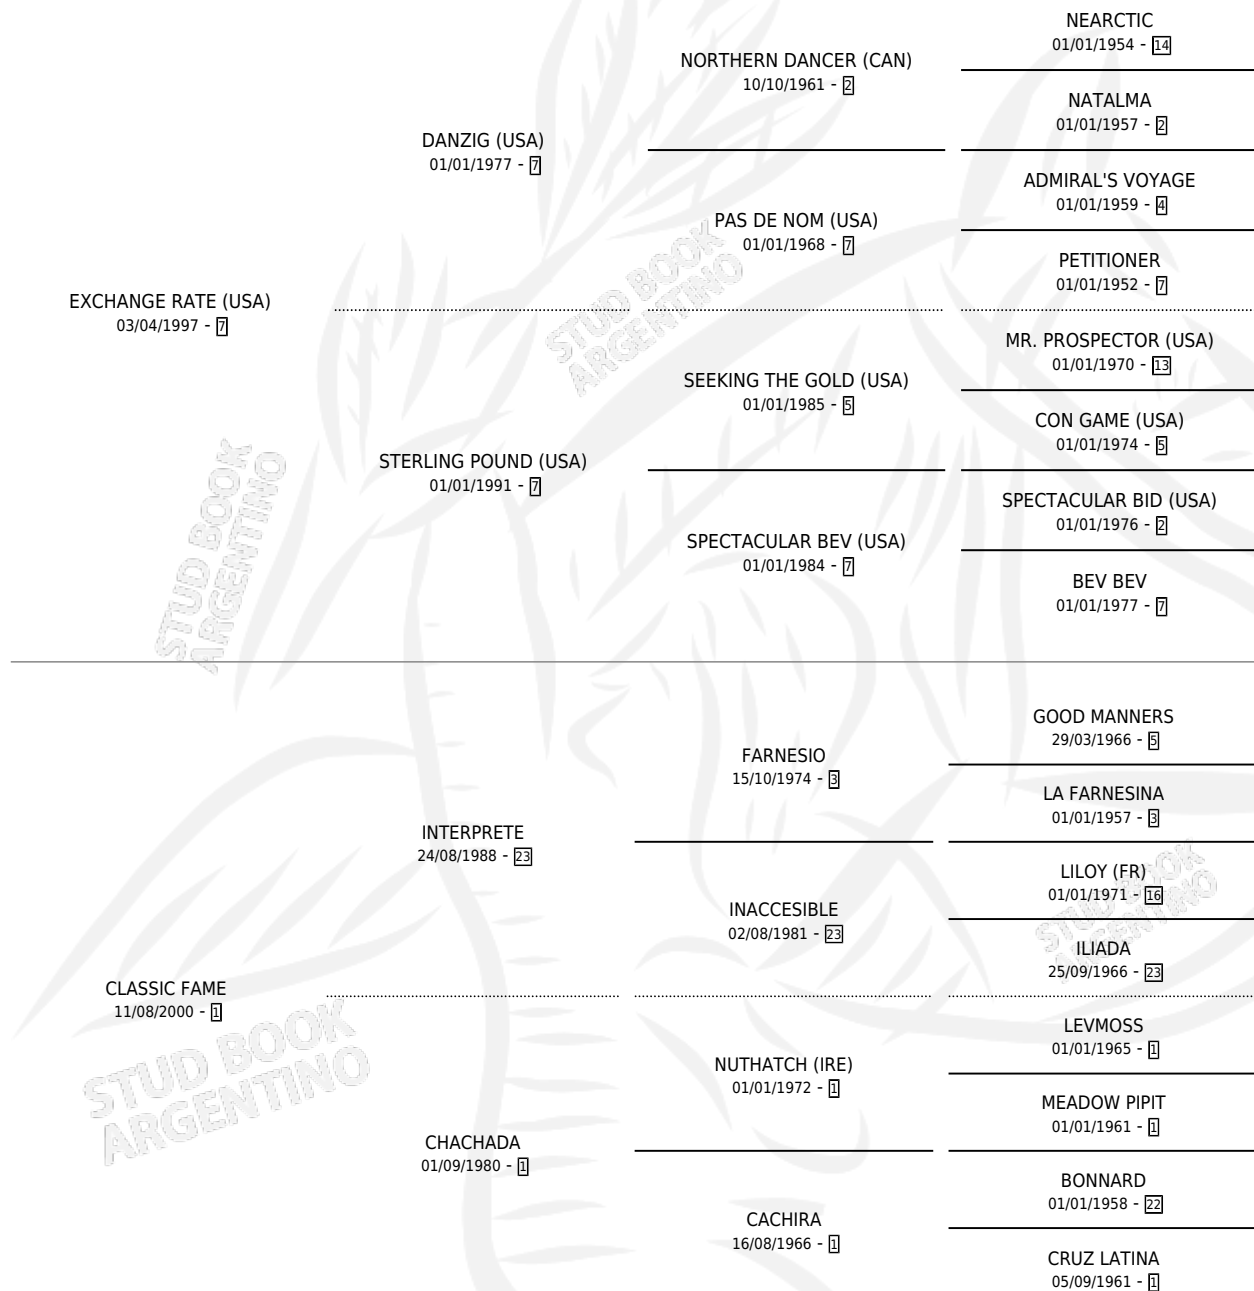 NEARCTIC
01/01/1954 - 14
NORTHERN DANCER (CAN)
10/10/1961 - 2
NATALMA
01/01/1957 - 2
DANZIG (USA)
01/01/1977 - 7
ADMIRAL'S VOYAGE
01/01/1959 - 4
PAS DE NOM (USA)
01/01/1968 - 7
PETITIONER
01/01/1952 - 7
EXCHANGE RATE (USA)
03/04/1997 - 7
STUD BOOK
ARGENTINO
MR. PROSPECTOR (USA)
01/01/1970 - 13
SEEKING THE GOLD (USA)
01/01/1985 - 5
CON GAME (USA)
01/01/1974 - 5
STERLING POUND (USA)
01/01/1991 - 7
SPECTACULAR BID (USA)
01/01/1976 - 2
SPECTACULAR BEV (USA)
01/01/1984 - 7
BEV BEV
01/01/1977 - 7
STUD BOOK
ARGENTINO
GOOD MANNERS
29/03/1966 - 5
FARNESIO
15/10/1974 - 3
LA FARNESINA
01/01/1957 - 3
INTERPRETE
24/08/1988 - 23
LILOY (FR)
01/01/1971 - 16
INACCESIBLE
02/08/1981 - 23
ILIADA
25/09/1966 - 23
STUD BOOK
ARGENTINO
CLASSIC FAME
11/08/2000 - 1
LEVMOSS
01/01/1965 - 1
NUTHATCH (IRE)
01/01/1972 - 1
MEADOW PIPIT
01/01/1961 - 1
STUD BOOK
ARGENTINO
CHACHADA
01/09/1980 - 1
BONNARD
01/01/1958 - 22
CACHIRA
16/08/1966 - 1
CRUZ LATINA
05/09/1961 - 1